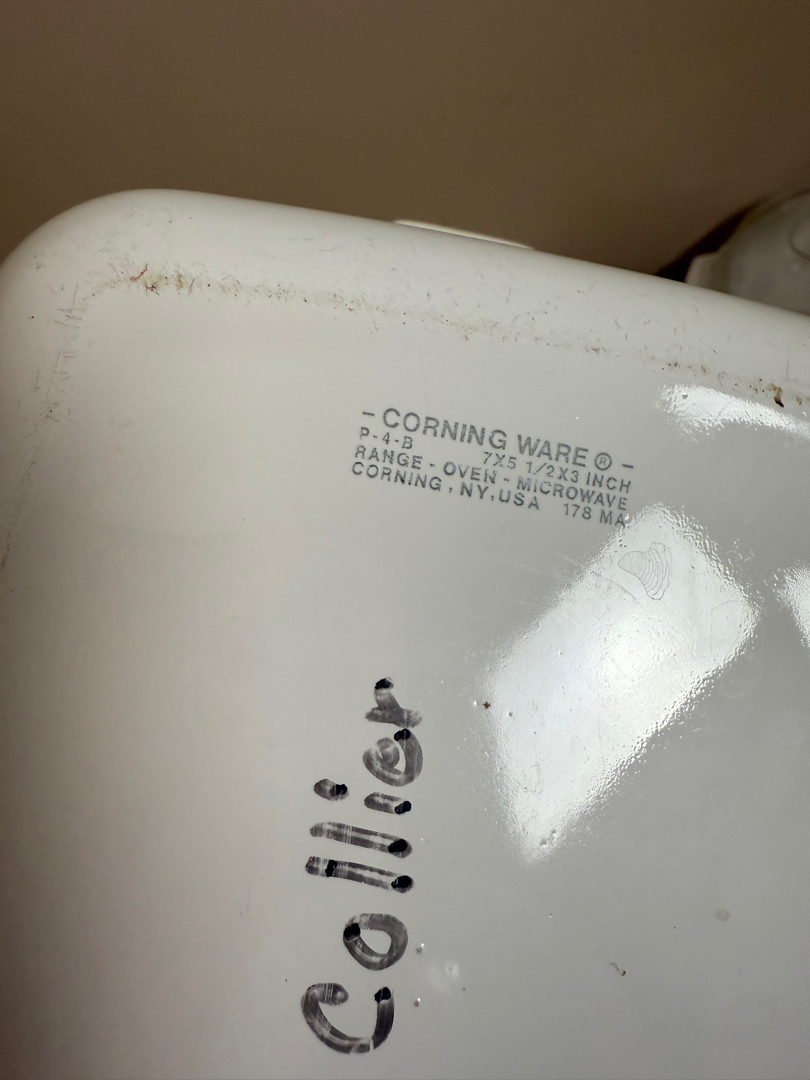 - CORNING WARE ® -
P-4-B 7X5 1/2X3 INCH
RANGE - OVEN - MICROWAVE
CORNING , NY, USA 178 MA
Collier